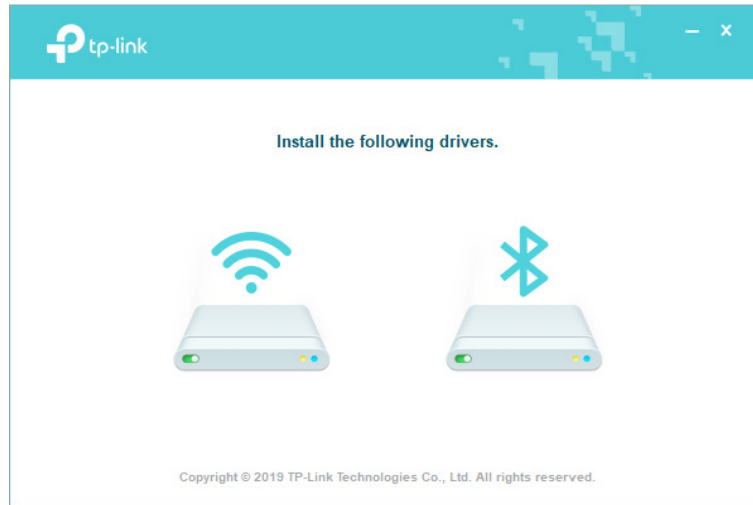 tp-link
Install the following drivers.
Copyright © 2019 TP-Link Technologies Co., Ltd. All rights reserved.